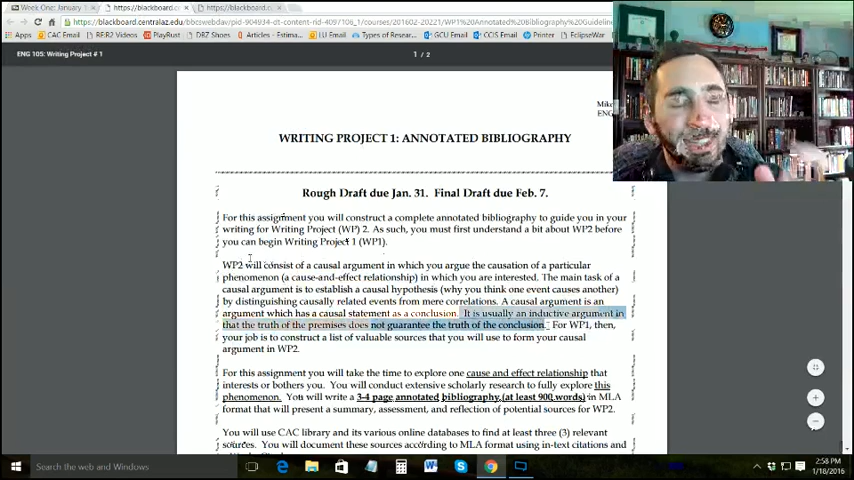 Week One: January 1
https://blackboard.c
https://blackboard.c
https://blackboard.centralaz.edu/bbcswebdav/pid-904934-dt-content-rid-4097106_1/courses/201602-20221/WP1%20Annotated%20Bibliography%20Guideline
Apps CAC Email RE:R2 Videos PlayDrift DBZ Shoes Articles - Estima... LU Email Types of Resear... GCU Email CCIS Email Printer EclipseWar
ENG 105: Writing Project # 1
1 / 2
Mike
ENG
WRITING PROJECT 1: ANNOTATED BIBLIOGRAPHY
Rough Draft due Jan. 31. Final Draft due Feb. 7.
For this assignment you will construct a complete annotated bibliography to guide you in your
writing for Writing Project (WP) 2. As such, you must first understand a bit about WP2 before
you can begin Writing Project 1 (WP1).
WP2 will consist of a causal argument in which you argue the causation of a particular
phenomenon (a cause-and-effect relationship) in which you are interested. The main task of a
causal argument is to establish a causal hypothesis (why you think one event causes another)
by distinguishing causally related events from mere correlations. A causal argument is an
argument which has a causal statement as a conclusion. It is usually an inductive argument in
that the truth of the premises does not guarantee the truth of the conclusion. For WP1, then,
your job is to construct a list of valuable sources that you will use to form your causal
argument in WP2.
For this assignment you will take the time to explore one cause and effect relationship that
interests or bothers you. You will conduct extensive scholarly research to fully explore this
phenomenon. You will write a 3-4 page annotated bibliography (at least 900 words) in MLA
format that will present a summary, assessment, and reflection of potential sources for WP2.
You will use CAC library and its various online databases to find at least three (3) relevant
sources. You will document these sources according to MLA format using in-text citations and
Search the web and Windows
2:58 PM
1/18/2016